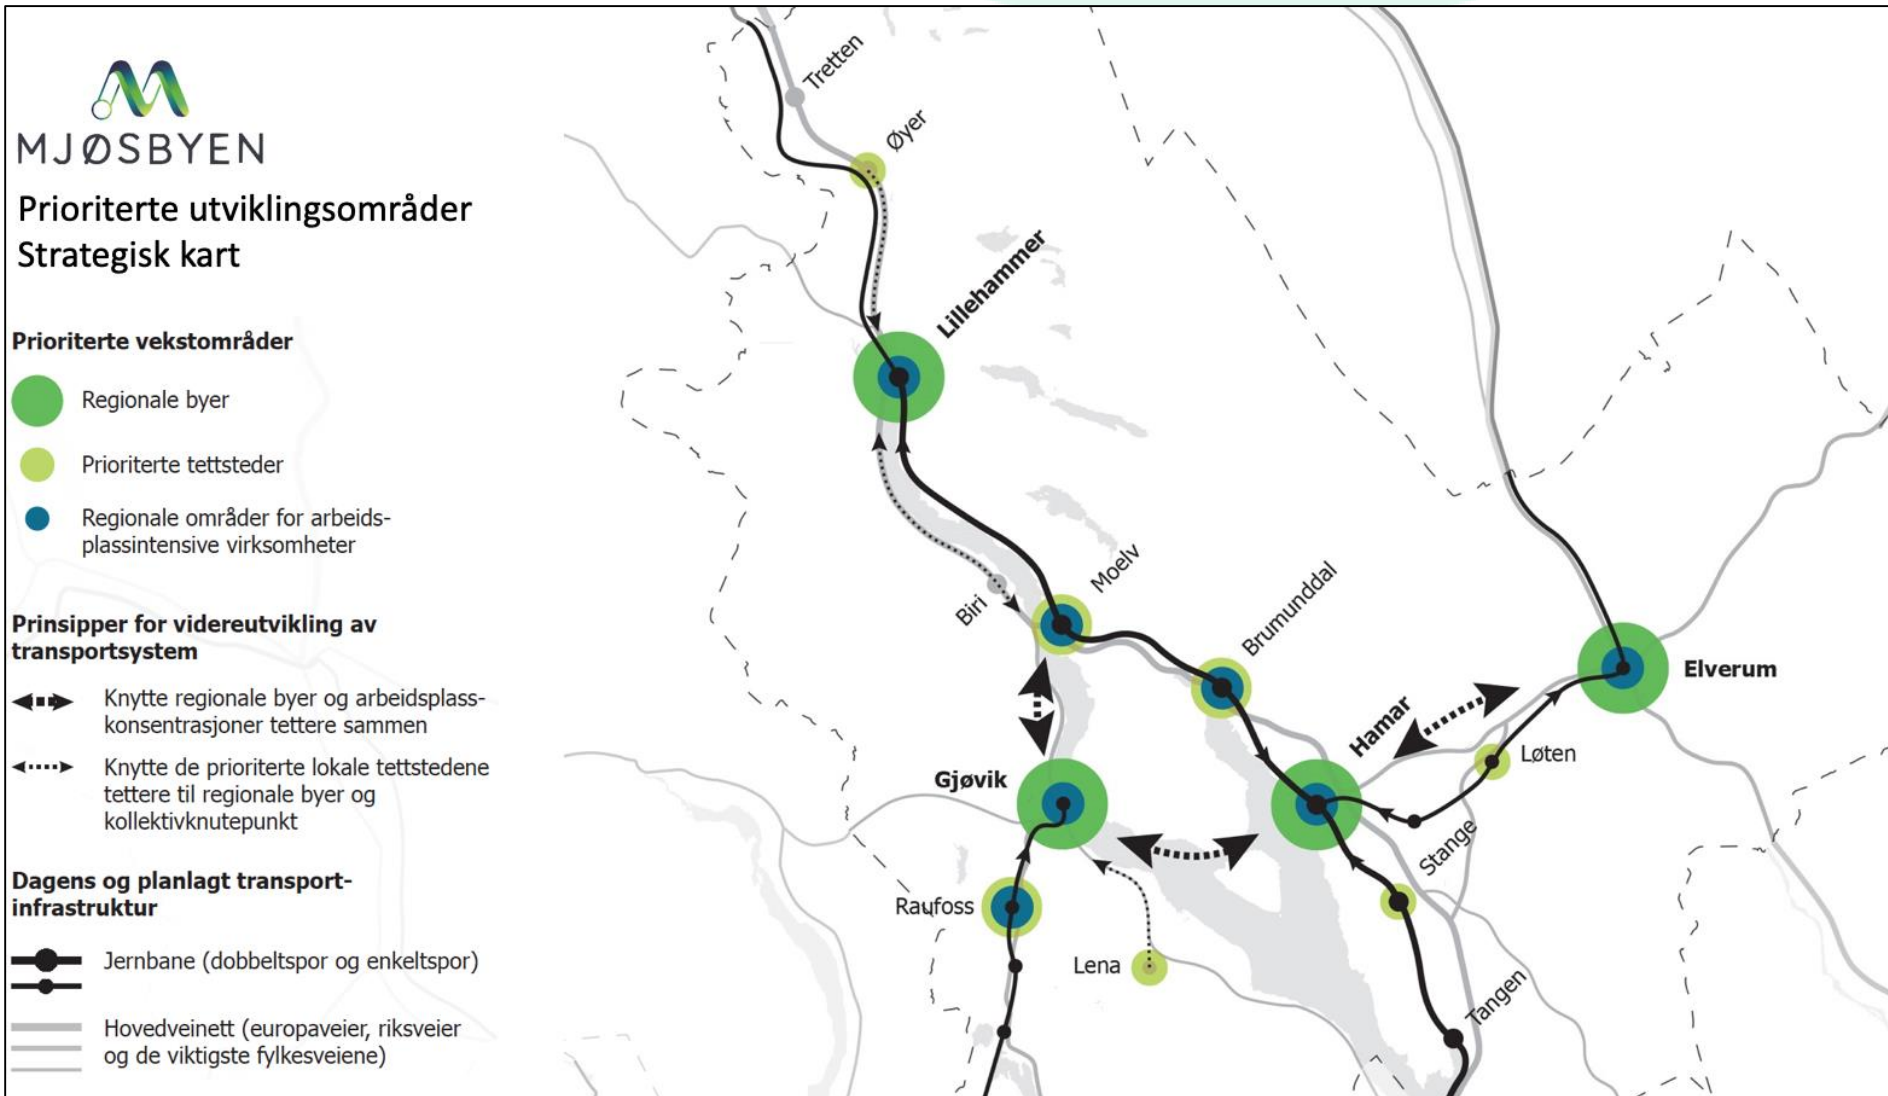 MJØSBYEN
Prioriterte utviklingsområder
Strategisk kart
Prioriterte vekstområder
Regionale byer
Prioriterte tettsteder
Regionale områder for arbeids-
plassintensive virksomheter
Prinsipper for videreutvikling av
transportsystem
Knytte regionale byer og arbeidsplass-
konsentrasjoner tettere sammen
Knytte de prioriterte lokale tettstedene
tettere til regionale byer og
kollektivknutepunkt
Dagens og planlagt transport-
infrastruktur
Jernbane (dobbeltspor og enkeltspor)
Hovedveinett (europaveier, riksveier
og de viktigste fylkesveiene)
Tretten
Øyer
Lillehammer
Biri
Moelv
Brumunddal
Elverum
Hamar
Løten
Gjøvik
Stange
Raufoss
Lena
Tangen